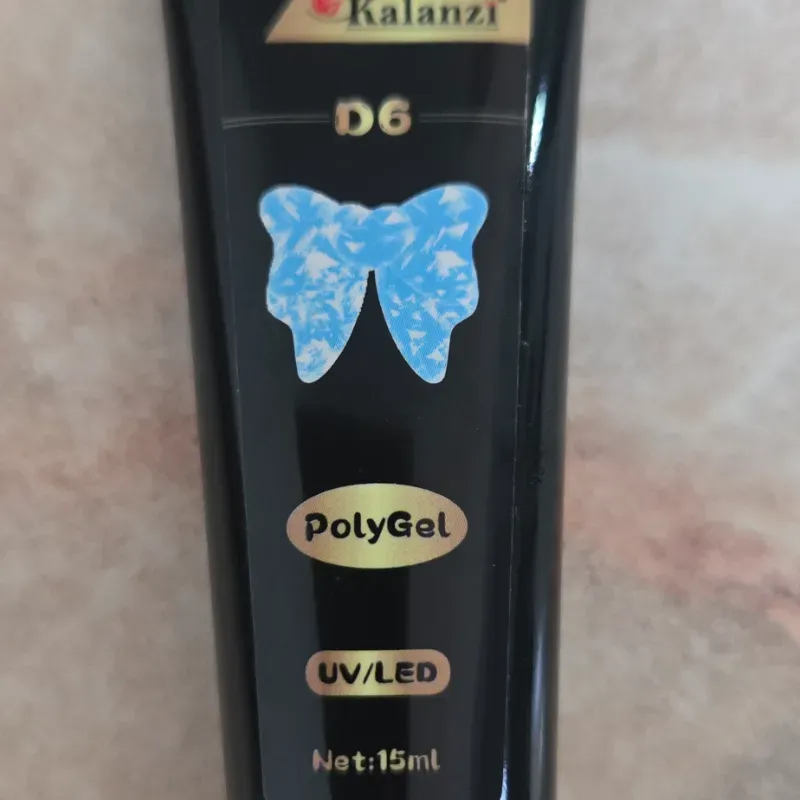 Kalanzi
D6
PolyGel
UV/LED
Net:15ml